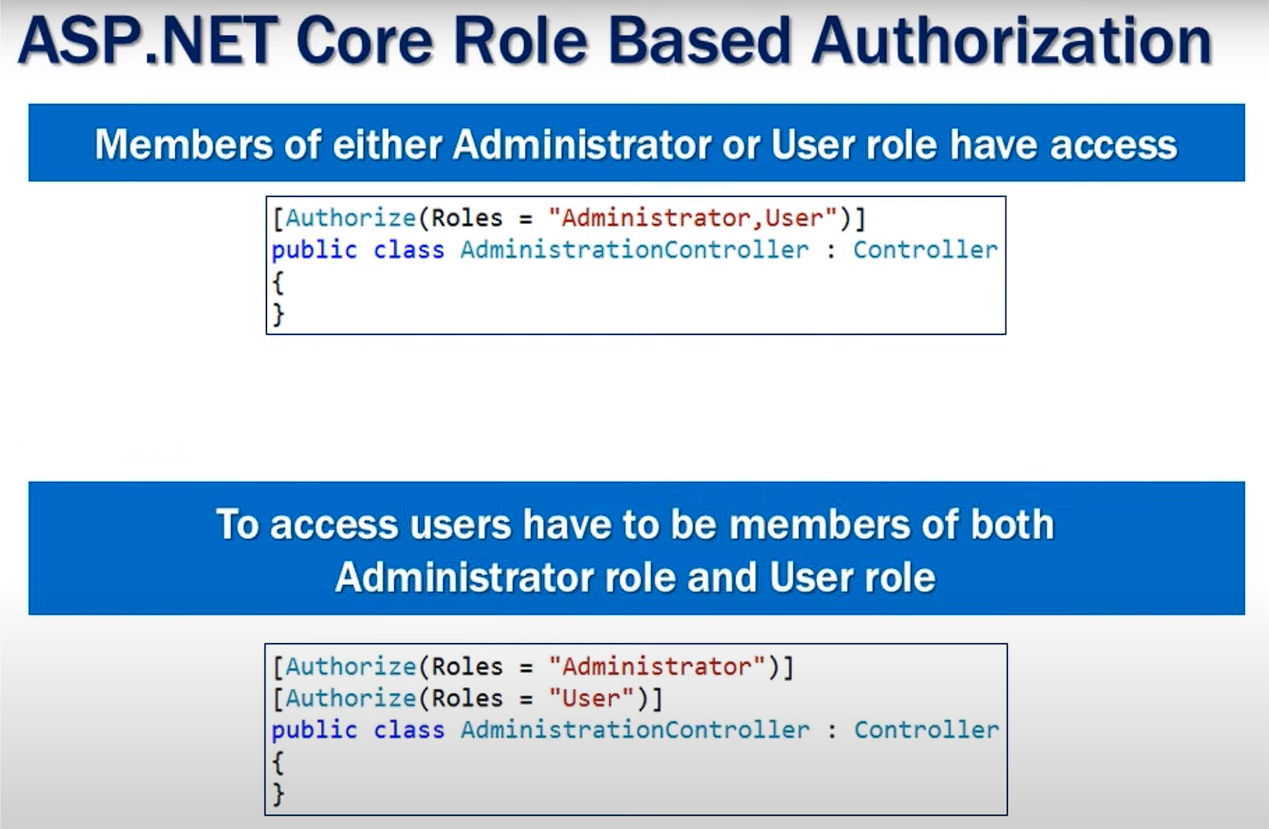 ASP.NET Core Role Based Authorization
Members of either Administrator or User role have access
[Authorize(Roles = "Administrator,User")]
public class AdministrationController : Controller
{
}
To access users have to be members of both
Administrator role and User role
[Authorize(Roles = "Administrator")]
[Authorize(Roles = "User")]
public class AdministrationController : Controller
{
}